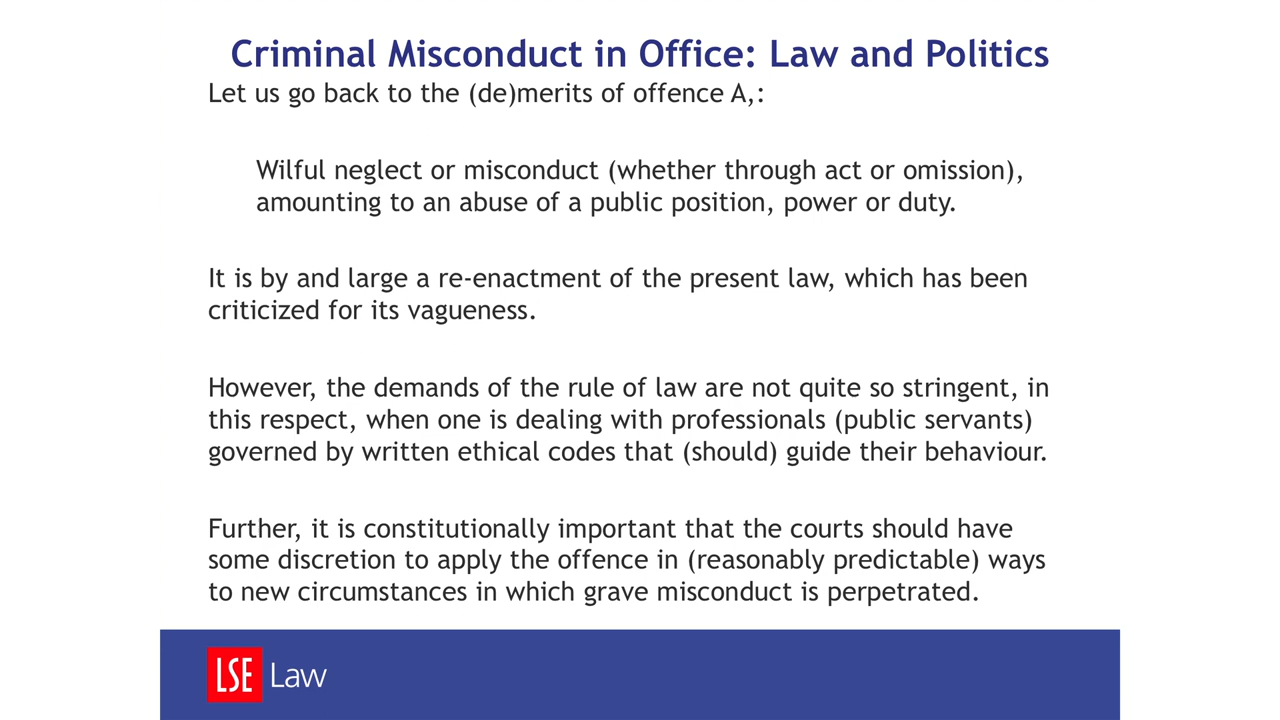 Criminal Misconduct in Office: Law and Politics
Let us go back to the (de)merits of offence A,:
Wilful neglect or misconduct (whether through act or omission),
amounting to an abuse of a public position, power or duty.
It is by and large a re-enactment of the present law, which has been
criticized for its vagueness.
However, the demands of the rule of law are not quite so stringent, in
this respect, when one is dealing with professionals (public servants)
governed by written ethical codes that (should) guide their behaviour.
Further, it is constitutionally important that the courts should have
some discretion to apply the offence in (reasonably predictable) ways
to new circumstances in which grave misconduct is perpetrated.
LSE Law